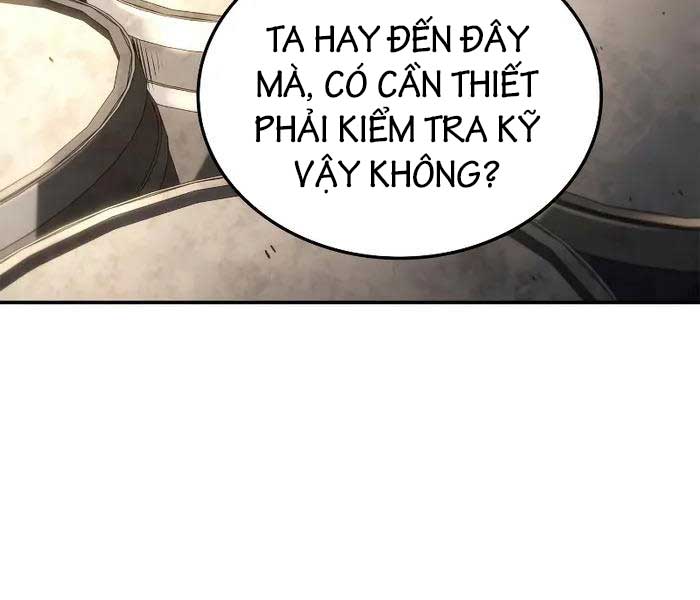 TA HAY ĐẾN ĐÂY
MÀ, CÓ CẦN THIẾT
PHẢI KIỂM TRA KỸ
VẬY KHÔNG?